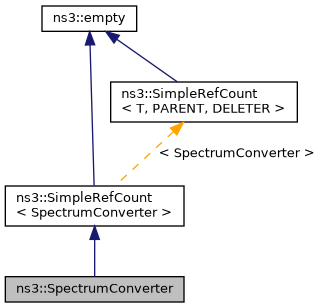 ns3::empty
ns3::SimpleRefCount
< T, PARENT, DELETER >
< SpectrumConverter >
ns3::SimpleRefCount
< SpectrumConverter >
ns3::SpectrumConverter